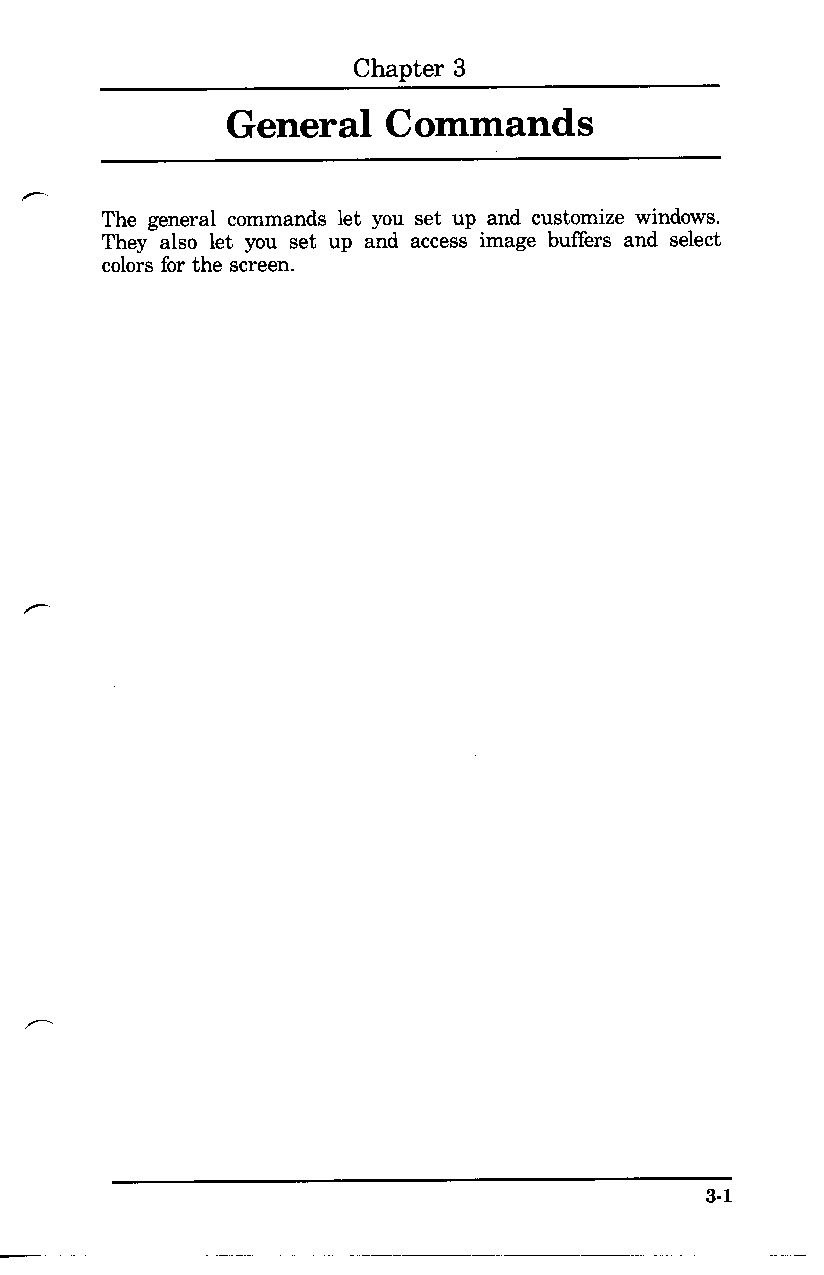 Chapter 3
General Commands
The general commands let you set up and customize windows.
They also let you set up and access image buffers and select
colors for the screen.
3-1